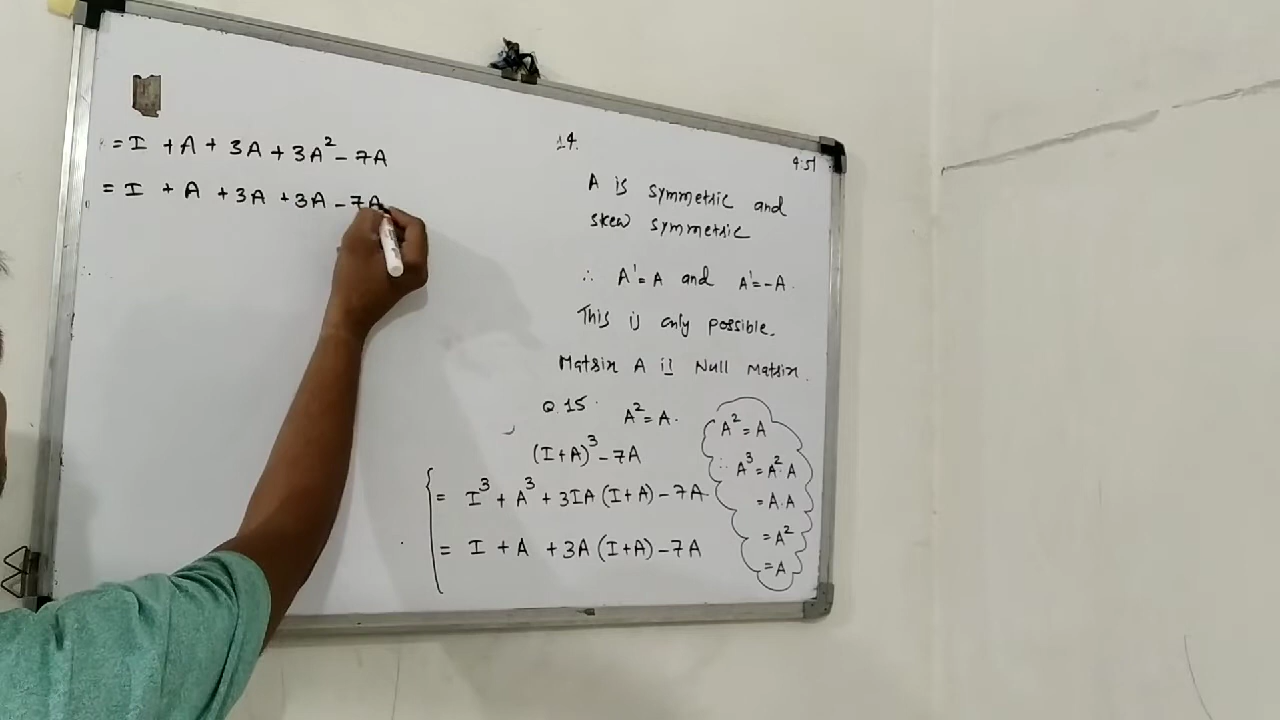 = I + A + 3A + 3A² - 7A
= I + A + 3A + 3A - 7A
14.
4:51
A is symmetric and
skew symmetric
∴ A' = A and A' = -A.
This is only possible.
Matrix A is Null Matrix.
Q.15. A² = A.
(I+A)³ - 7A
= I³ + A³ + 3IA (I+A) - 7A
= I + A + 3A (I+A) - 7A
A² = A
∴ A³ = A².A
= A.A
= A²
= A